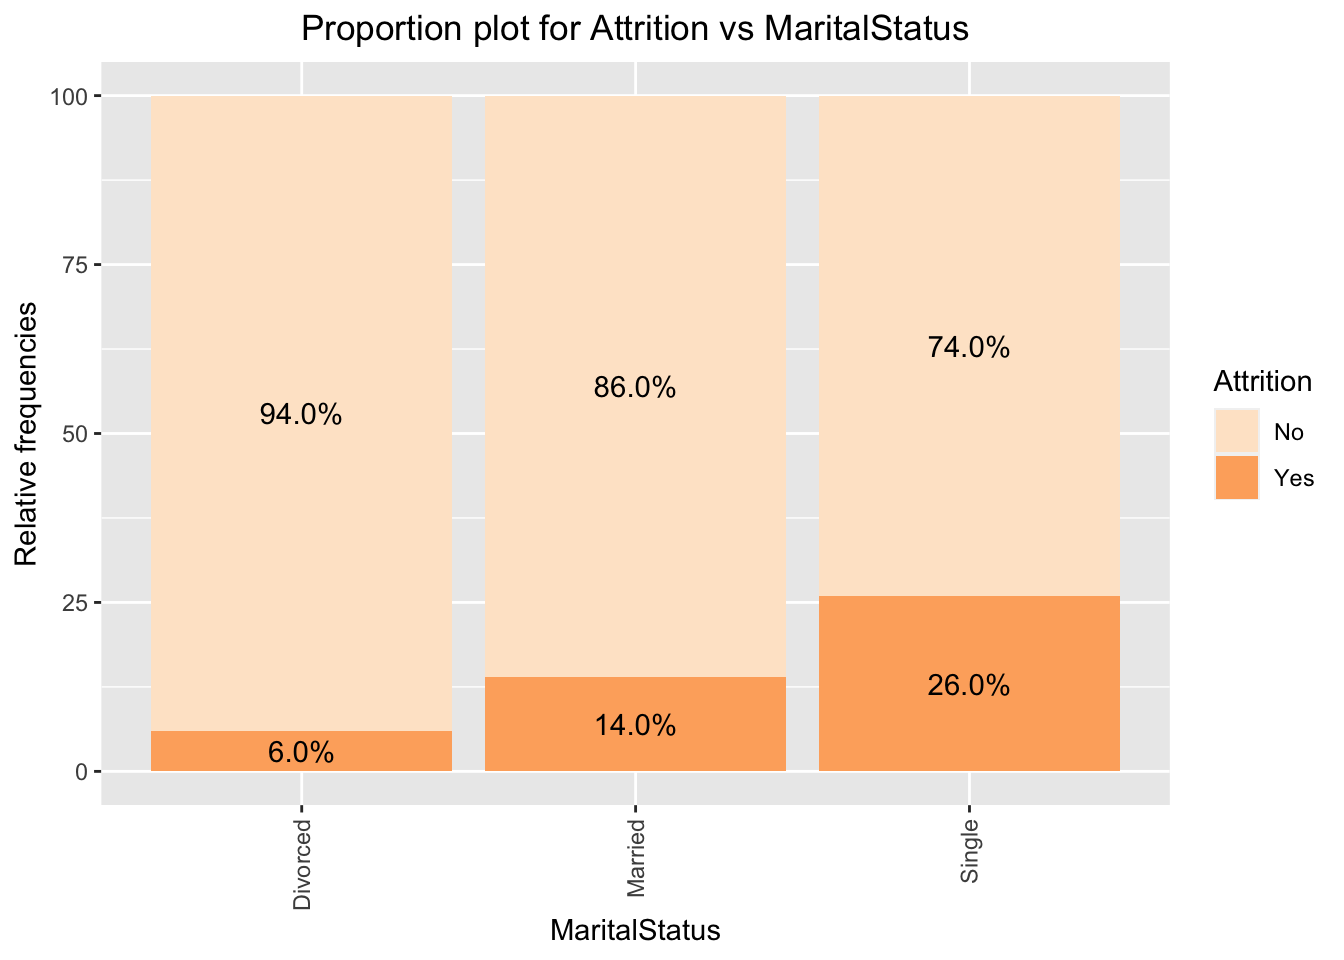 Proportion plot for Attrition vs MaritalStatus
Relative frequencies
100
75
50
25
0
94.0%
86.0%
74.0%
6.0%
14.0%
26.0%
Divorced
Married
Single
MaritalStatus
Attrition
No
Yes